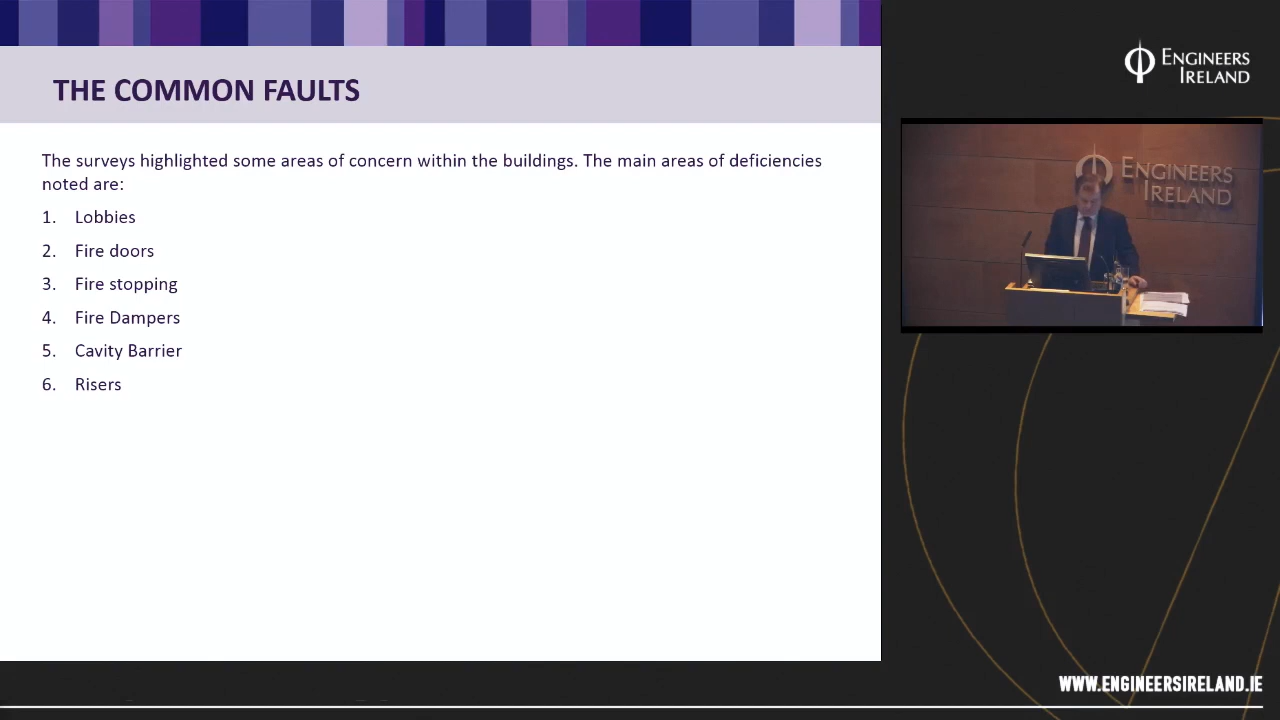 THE COMMON FAULTS
The surveys highlighted some areas of concern within the buildings. The main areas of deficiencies
noted are:
1. Lobbies
2. Fire doors
3. Fire stopping
4. Fire Dampers
5. Cavity Barrier
6. Risers
ENGINEERS
IRELAND
ENGINEERS
IRELAND
WWW.ENGINEERSIRELAND.IE